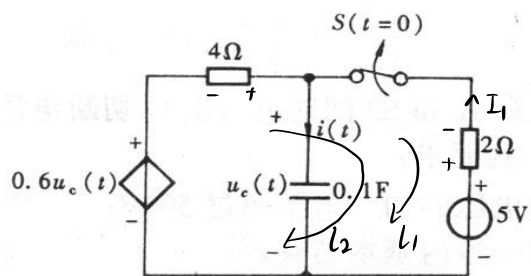 S(t=0)
4Ω
- +
I₁
+
i(t)
-
2Ω
+
+
0.6u_c(t)
u_c(t)
0.1F
+
5V
-
-
l₂
l₁
-